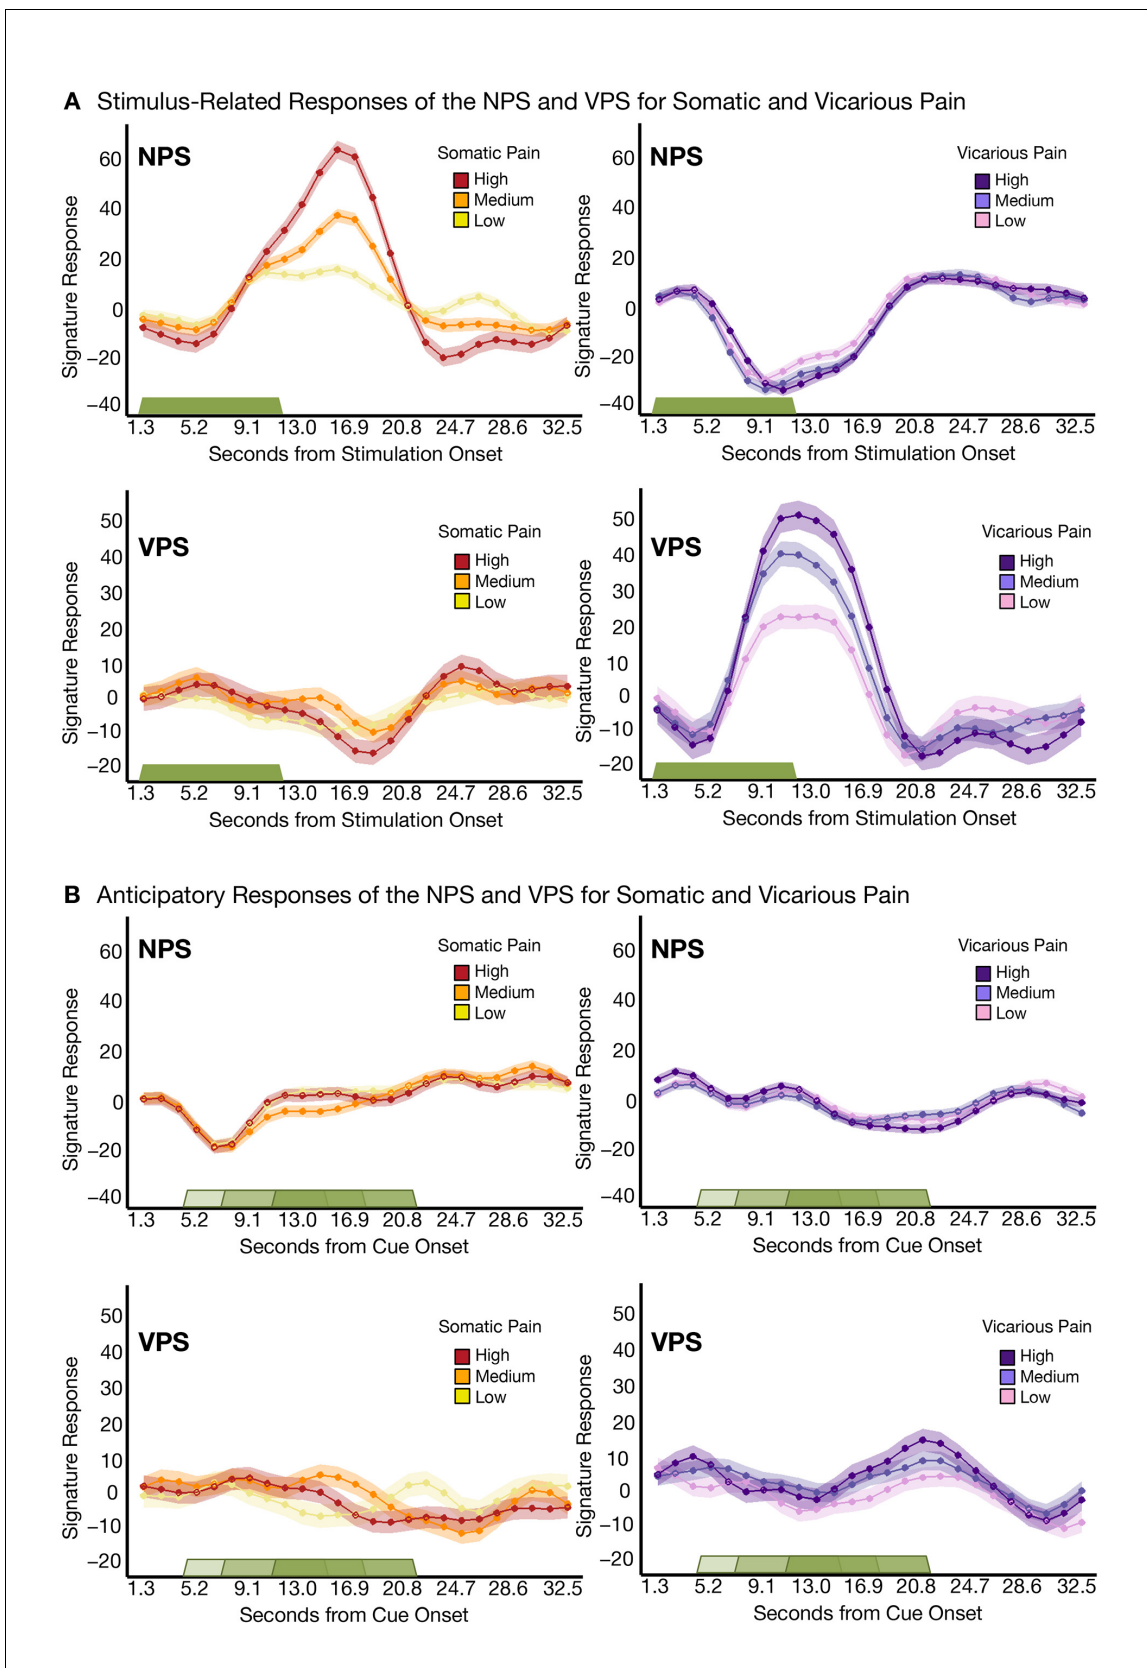 A Stimulus-Related Responses of the NPS and VPS for Somatic and Vicarious Pain
NPS
Somatic Pain
High
Medium
Low
Signature Response
60
40
20
0
−20
−40
1.3 5.2 9.1 13.0 16.9 20.8 24.7 28.6 32.5
Seconds from Stimulation Onset
NPS
Vicarious Pain
High
Medium
Low
Signature Response
60
40
20
0
−20
−40
1.3 5.2 9.1 13.0 16.9 20.8 24.7 28.6 32.5
Seconds from Stimulation Onset
VPS
Somatic Pain
High
Medium
Low
Signature Response
50
40
30
20
10
0
−10
−20
1.3 5.2 9.1 13.0 16.9 20.8 24.7 28.6 32.5
Seconds from Stimulation Onset
VPS
Vicarious Pain
High
Medium
Low
Signature Response
50
40
30
20
10
0
−10
−20
1.3 5.2 9.1 13.0 16.9 20.8 24.7 28.6 32.5
Seconds from Stimulation Onset
B Anticipatory Responses of the NPS and VPS for Somatic and Vicarious Pain
NPS
Somatic Pain
High
Medium
Low
Signature Response
60
40
20
0
−20
−40
1.3 5.2 9.1 13.0 16.9 20.8 24.7 28.6 32.5
Seconds from Cue Onset
NPS
Vicarious Pain
High
Medium
Low
Signature Response
60
40
20
0
−20
−40
1.3 5.2 9.1 13.0 16.9 20.8 24.7 28.6 32.5
Seconds from Cue Onset
VPS
Somatic Pain
High
Medium
Low
Signature Response
50
40
30
20
10
0
−10
−20
1.3 5.2 9.1 13.0 16.9 20.8 24.7 28.6 32.5
Seconds from Cue Onset
VPS
Vicarious Pain
High
Medium
Low
Signature Response
50
40
30
20
10
0
−10
−20
1.3 5.2 9.1 13.0 16.9 20.8 24.7 28.6 32.5
Seconds from Cue Onset